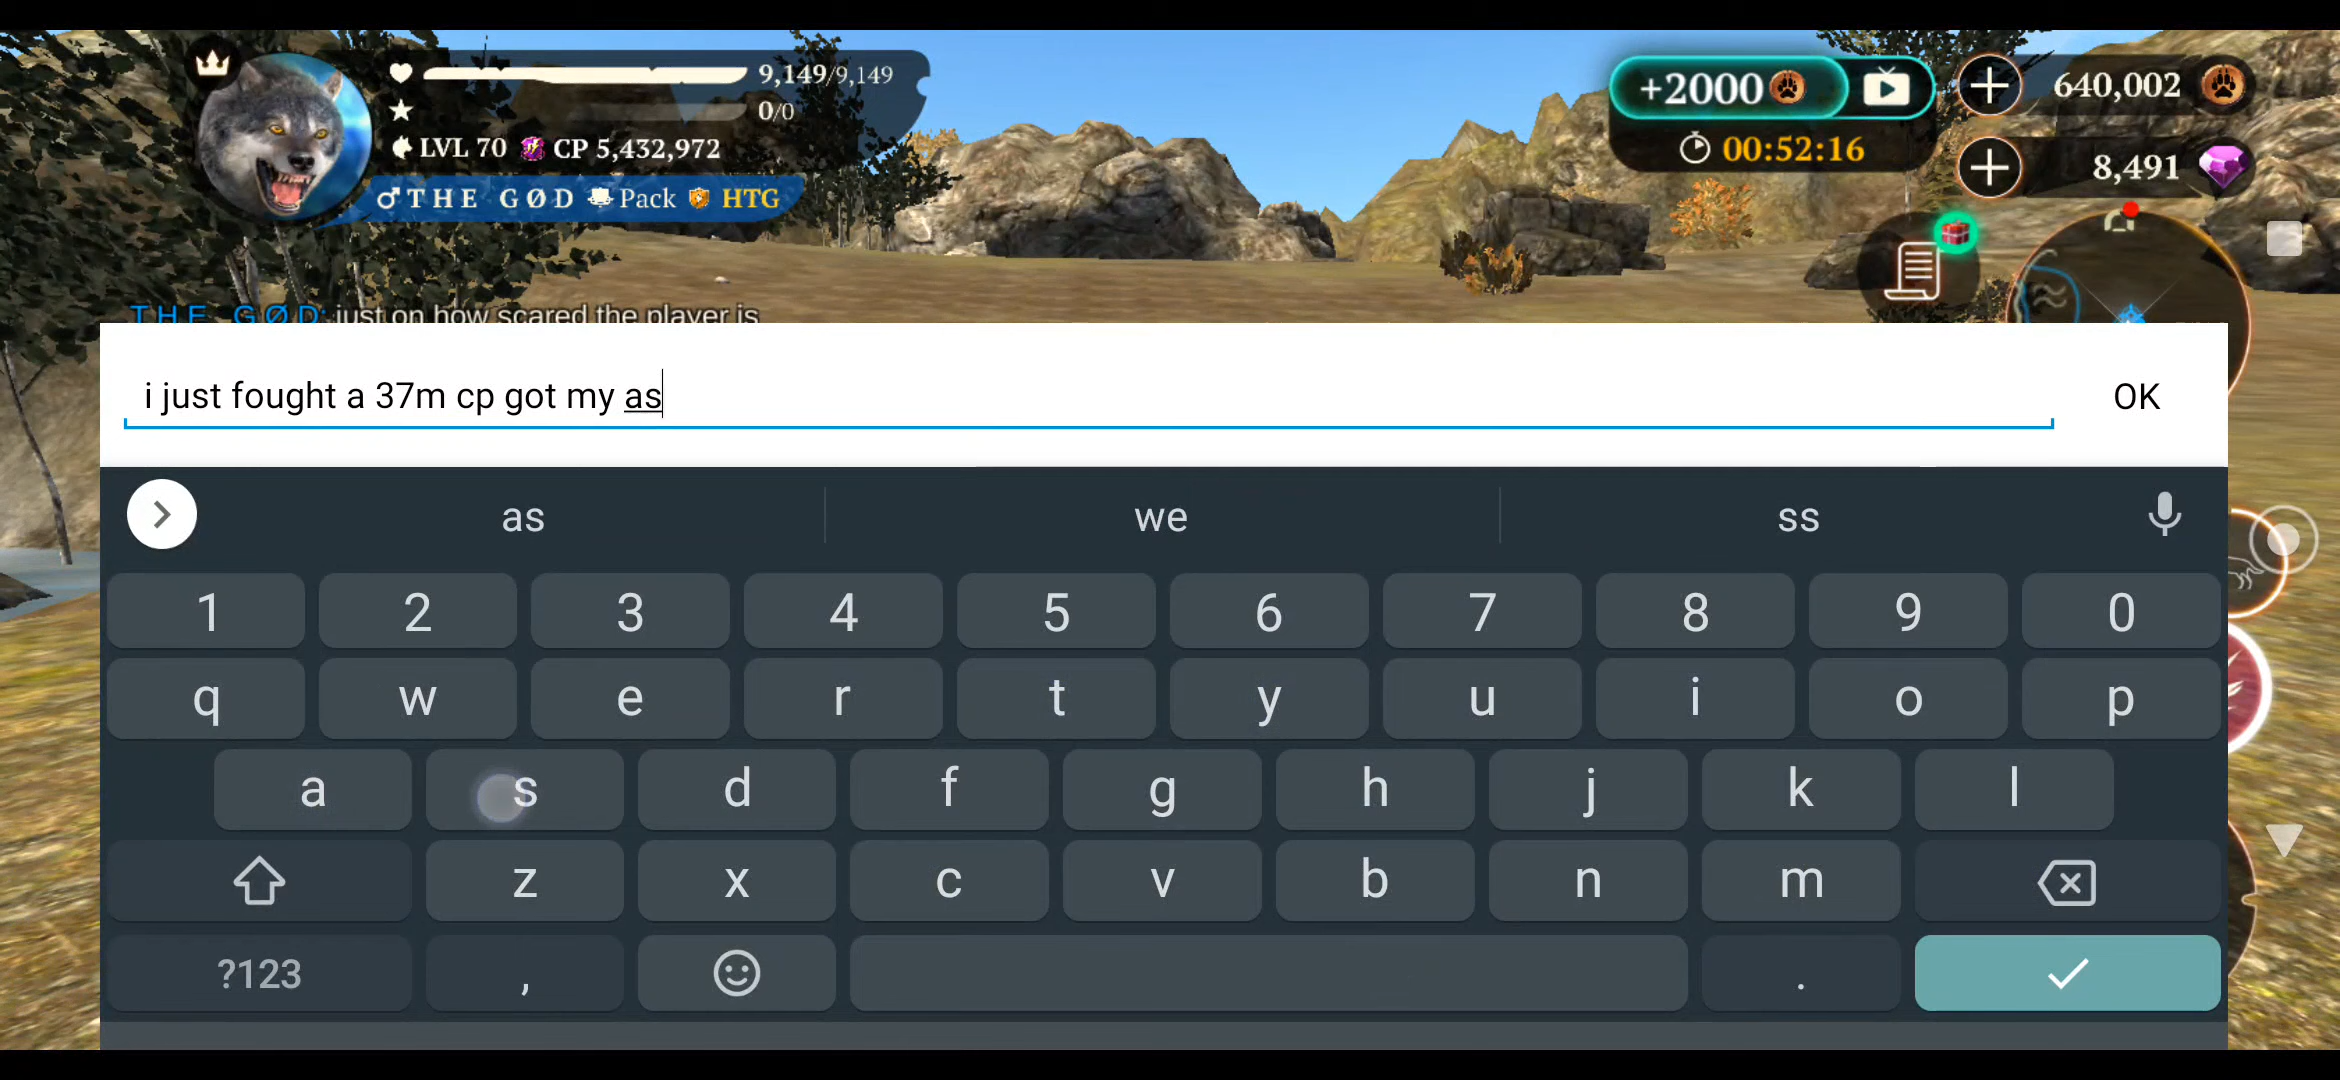 9,149/9,149
0/0
LVL 70 CP 5,432,972
THE GØD Pack HTG
+2000
00:52:16
640,002
8,491
THE GØD: just on how scared the player is
i just fought a 37m cp got my as
OK
as we ss
1 2 3 4 5 6 7 8 9 0
q w e r t y u i o p
a s d f g h j k l
z x c v b n m
?123 , .